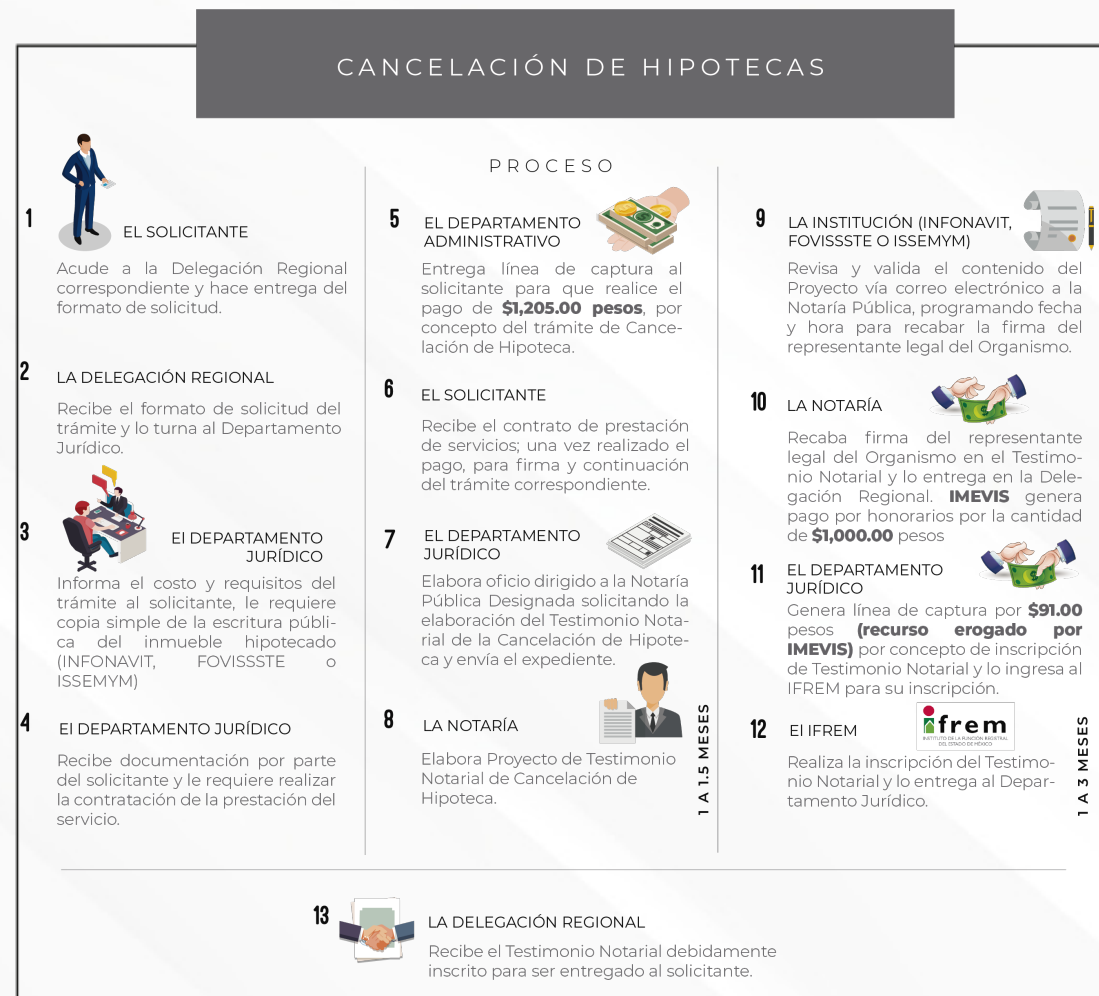 CANCELACIÓN DE HIPOTECAS
PROCESO
1
EL SOLICITANTE
Acude a la Delegación Regional
correspondiente y hace entrega del
formato de solicitud.
2
LA DELEGACIÓN REGIONAL
Recibe el formato de solicitud del
trámite y lo turna al Departamento
Jurídico.
3
El DEPARTAMENTO
JURÍDICO
Informa el costo y requisitos del
trámite al solicitante, le requiere
copia simple de la escritura públi-
ca del inmueble hipotecado
(INFONAVIT, FOVISSSTE o
ISSEMYM)
4
El DEPARTAMENTO JURÍDICO
Recibe documentación por parte
del solicitante y le requiere realizar
la contratación de la prestación del
servicio.
5
EL DEPARTAMENTO
ADMINISTRATIVO
Entrega línea de captura al
solicitante para que realice el
pago de $1,205.00 pesos, por
concepto del trámite de Cance-
lación de Hipoteca.
6
EL SOLICITANTE
Recibe el contrato de prestación
de servicios; una vez realizado el
pago, para firma y continuación
del trámite correspondiente.
7
EL DEPARTAMENTO
JURÍDICO
Elabora oficio dirigido a la Notaría
Pública Designada solicitando la
elaboración del Testimonio Nota-
rial de la Cancelación de Hipote-
ca y envía el expediente.
8
LA NOTARÍA
Elabora Proyecto de Testimonio
Notarial de Cancelación de
Hipoteca.
1 A 1.5 MESES
9
LA INSTITUCIÓN (INFONAVIT,
FOVISSSTE O ISSEMYM)
Revisa y valida el contenido del
Proyecto vía correo electrónico a la
Notaría Pública, programando fecha
y hora para recabar la firma del
representante legal del Organismo.
10
LA NOTARÍA
Recaba firma del representante
legal del Organismo en el Testimo-
nio Notarial y lo entrega en la Dele-
gación Regional. IMEVIS genera
pago por honorarios por la cantidad
de $1,000.00 pesos
11
EL DEPARTAMENTO
JURÍDICO
Genera línea de captura por $91.00
pesos (recurso erogado por
IMEVIS) por concepto de inscripción
de Testimonio Notarial y lo ingresa al
IFREM para su inscripción.
12
El IFREM
ifrem
INSTITUTO DE LA FUNCIÓN REGISTRAL
DEL ESTADO DE MÉXICO
Realiza la inscripción del Testimo-
nio Notarial y lo entrega al Depar-
tamento Jurídico.
1 A 3 MESES
13
LA DELEGACIÓN REGIONAL
Recibe el Testimonio Notarial debidamente
inscrito para ser entregado al solicitante.